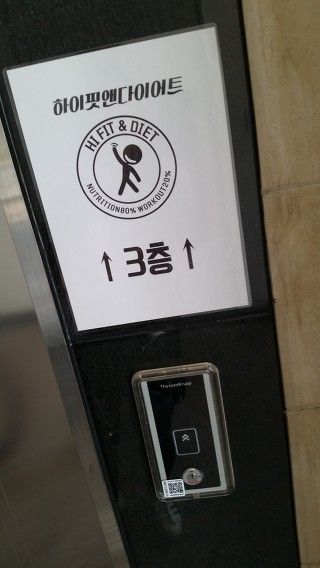 하이핏앤다이어트
HI FIT & DIET
NUTRITION80% WORKOUT20%
↑ 3층 ↑
ThyssenKrupp